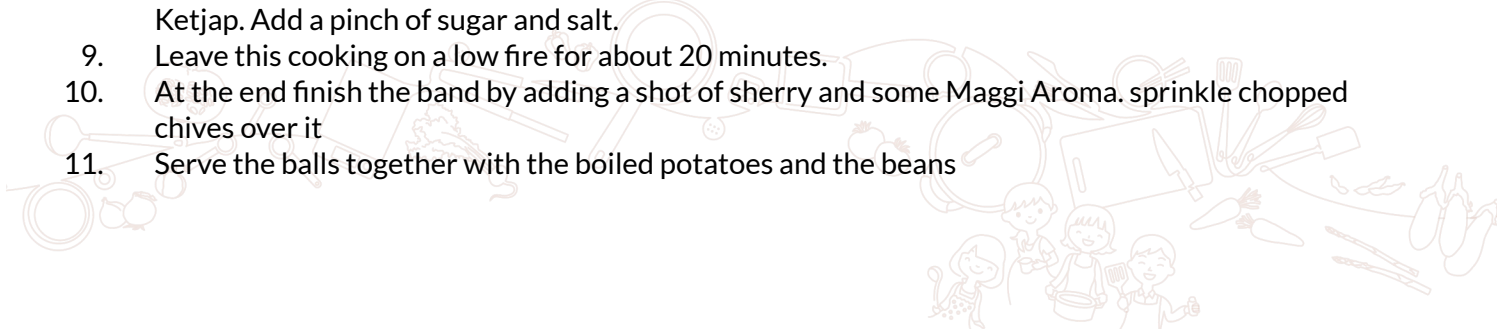 Ketjap. Add a pinch of sugar and salt.
9. Leave this cooking on a low fire for about 20 minutes.
10. At the end finish the band by adding a shot of sherry and some Maggi Aroma. sprinkle chopped
chives over it
11. Serve the balls together with the boiled potatoes and the beans